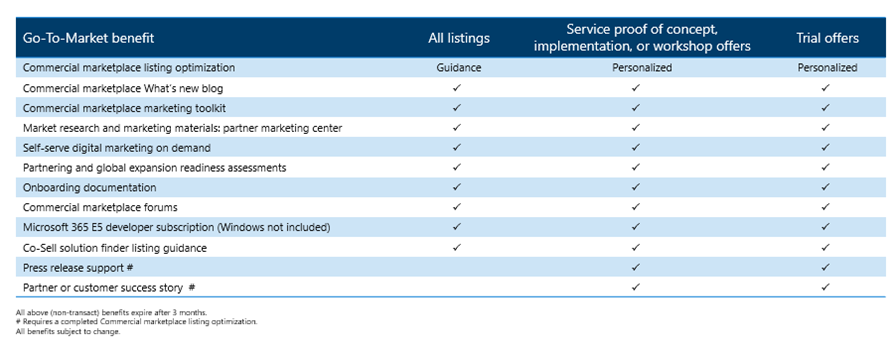 Go-To-Market benefit All listings Service proof of concept, implementation, or workshop offers Trial offers
Commercial marketplace listing optimization Guidance Personalized Personalized
Commercial marketplace What's new blog ✓ ✓ ✓
Commercial marketplace marketing toolkit ✓ ✓ ✓
Market research and marketing materials: partner marketing center ✓ ✓ ✓
Self-serve digital marketing on demand ✓ ✓ ✓
Partnering and global expansion readiness assessments ✓ ✓ ✓
Onboarding documentation ✓ ✓ ✓
Commercial marketplace forums ✓ ✓ ✓
Microsoft 365 E5 developer subscription (Windows not included) ✓ ✓ ✓
Co-Sell solution finder listing guidance ✓ ✓ ✓
Press release support # ✓ ✓
Partner or customer success story # ✓ ✓
All above (non-transact) benefits expire after 3 months.
# Requires a completed Commercial marketplace listing optimization.
All benefits subject to change.